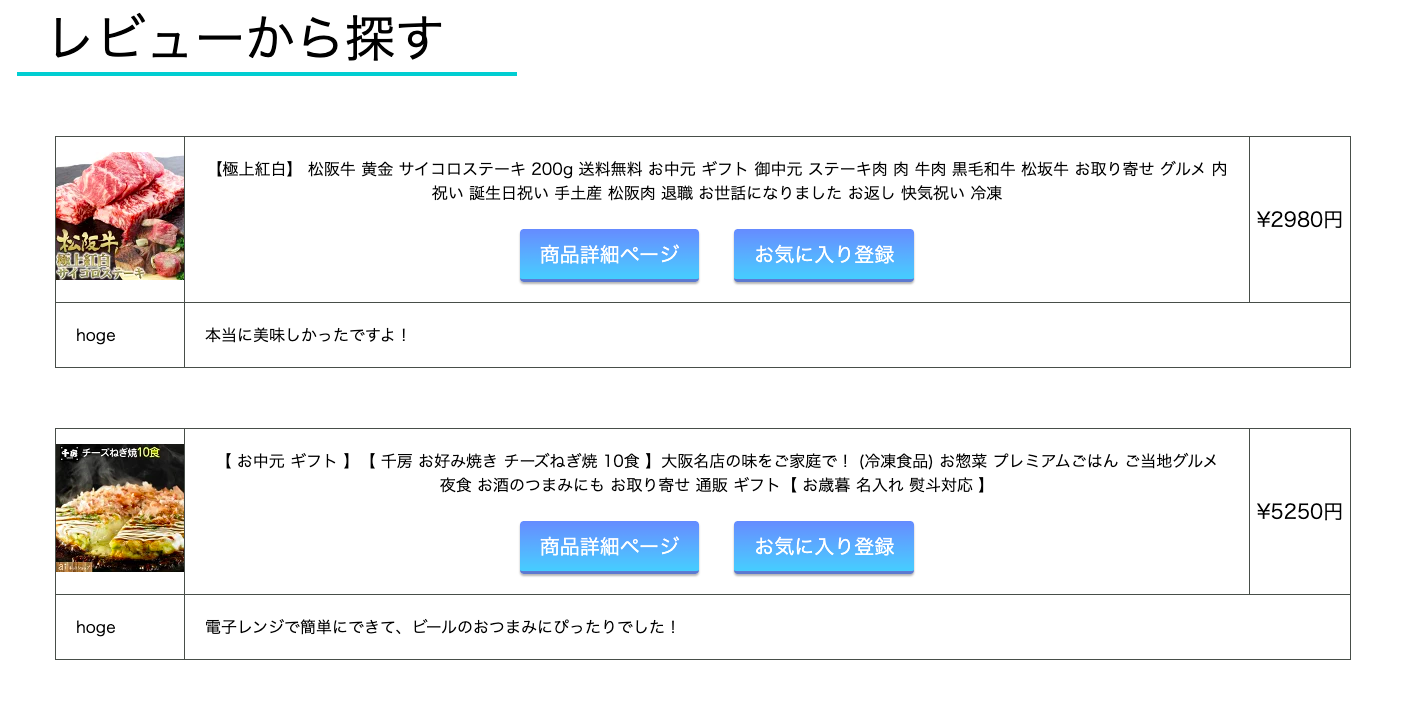 レビューから探す
【極上紅白】 松阪牛 黄金 サイコロステーキ 200g 送料無料 お中元 ギフト 御中元 ステーキ肉 肉 牛肉 黒毛和牛 松坂牛 お取り寄せ グルメ 内
祝い 誕生日祝い 手土産 松阪肉 退職 お世話になりました お返し 快気祝い 冷凍
松阪牛
極上紅白
サイコロステーキ
商品詳細ページ
お気に入り登録
¥2980円
hoge
本当に美味しかったですよ！
千房 チーズねぎ焼10食
【 お中元 ギフト 】【 千房 お好み焼き チーズねぎ焼 10食 】大阪名店の味をご家庭で！ (冷凍食品) お惣菜 プレミアムごはん ご当地グルメ
夜食 お酒のつまみにも お取り寄せ 通販 ギフト【 お歳暮 名入れ 熨斗対応 】
商品詳細ページ
お気に入り登録
¥5250円
hoge
電子レンジで簡単にできて、ビールのおつまみにぴったりでした！